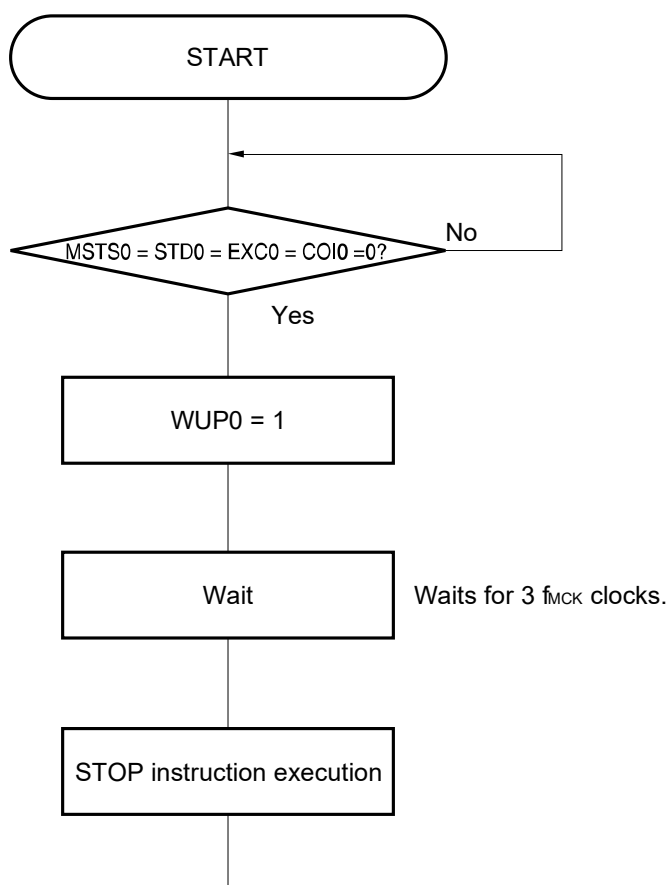 START
No
MSTS0 = STD0 = EXC0 = COI0 =0?
Yes
WUP0 = 1
Wait
Waits for 3 fMCK clocks.
STOP instruction execution